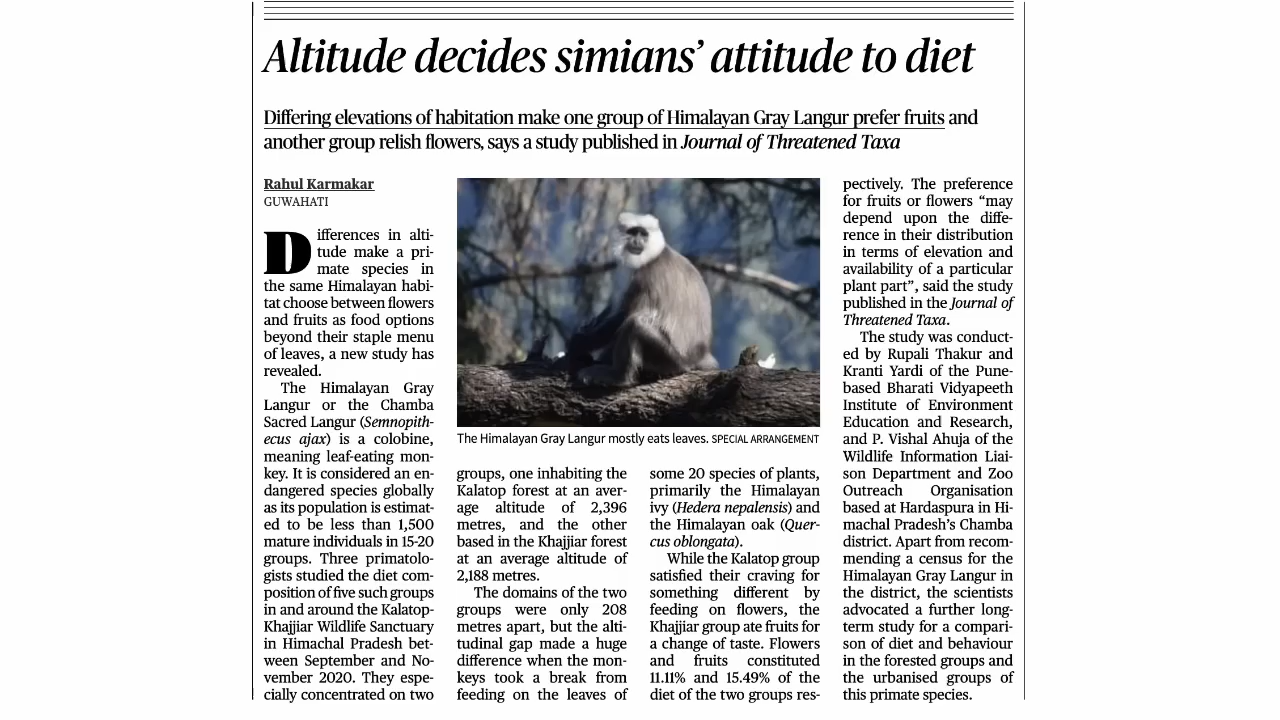 Altitude decides simians’ attitude to diet
Differing elevations of habitation make one group of Himalayan Gray Langur prefer fruits and
another group relish flowers, says a study published in Journal of Threatened Taxa
Rahul Karmakar
GUWAHATI
Differences in alti-
tude make a pri-
mate species in
the same Himalayan habi-
tat choose between flowers
and fruits as food options
beyond their staple menu
of leaves, a new study has
revealed.
The Himalayan Gray
Langur or the Chamba
Sacred Langur (Semnopith-
ecus ajax) is a colobine,
meaning leaf-eating mon-
key. It is considered an en-
dangered species globally
as its population is estimat-
ed to be less than 1,500
mature individuals in 15-20
groups. Three primatolo-
gists studied the diet com-
position of five such groups
in and around the Kalatop-
Khajjiar Wildlife Sanctuary
in Himachal Pradesh bet-
ween September and No-
vember 2020. They espe-
cially concentrated on two
The Himalayan Gray Langur mostly eats leaves. SPECIAL ARRANGEMENT
groups, one inhabiting the
Kalatop forest at an aver-
age altitude of 2,396
metres, and the other
based in the Khajjiar forest
at an average altitude of
2,188 metres.
The domains of the two
groups were only 208
metres apart, but the alti-
tudinal gap made a huge
difference when the mon-
keys took a break from
feeding on the leaves of
some 20 species of plants,
primarily the Himalayan
ivy (Hedera nepalensis) and
the Himalayan oak (Quer-
cus oblongata).
While the Kalatop group
satisfied their craving for
something different by
feeding on flowers, the
Khajjiar group ate fruits for
a change of taste. Flowers
and fruits constituted
11.11% and 15.49% of the
diet of the two groups res-
pectively. The preference
for fruits or flowers “may
depend upon the diffe-
rence in their distribution
in terms of elevation and
availability of a particular
plant part”, said the study
published in the Journal of
Threatened Taxa.
The study was conduct-
ed by Rupali Thakur and
Kranti Yardi of the Pune-
based Bharati Vidyapeeth
Institute of Environment
Education and Research,
and P. Vishal Ahuja of the
Wildlife Information Liai-
son Department and Zoo
Outreach Organisation
based at Hardaspura in Hi-
machal Pradesh’s Chamba
district. Apart from recom-
mending a census for the
Himalayan Gray Langur in
the district, the scientists
advocated a further long-
term study for a compari-
son of diet and behaviour
in the forested groups and
the urbanised groups of
this primate species.